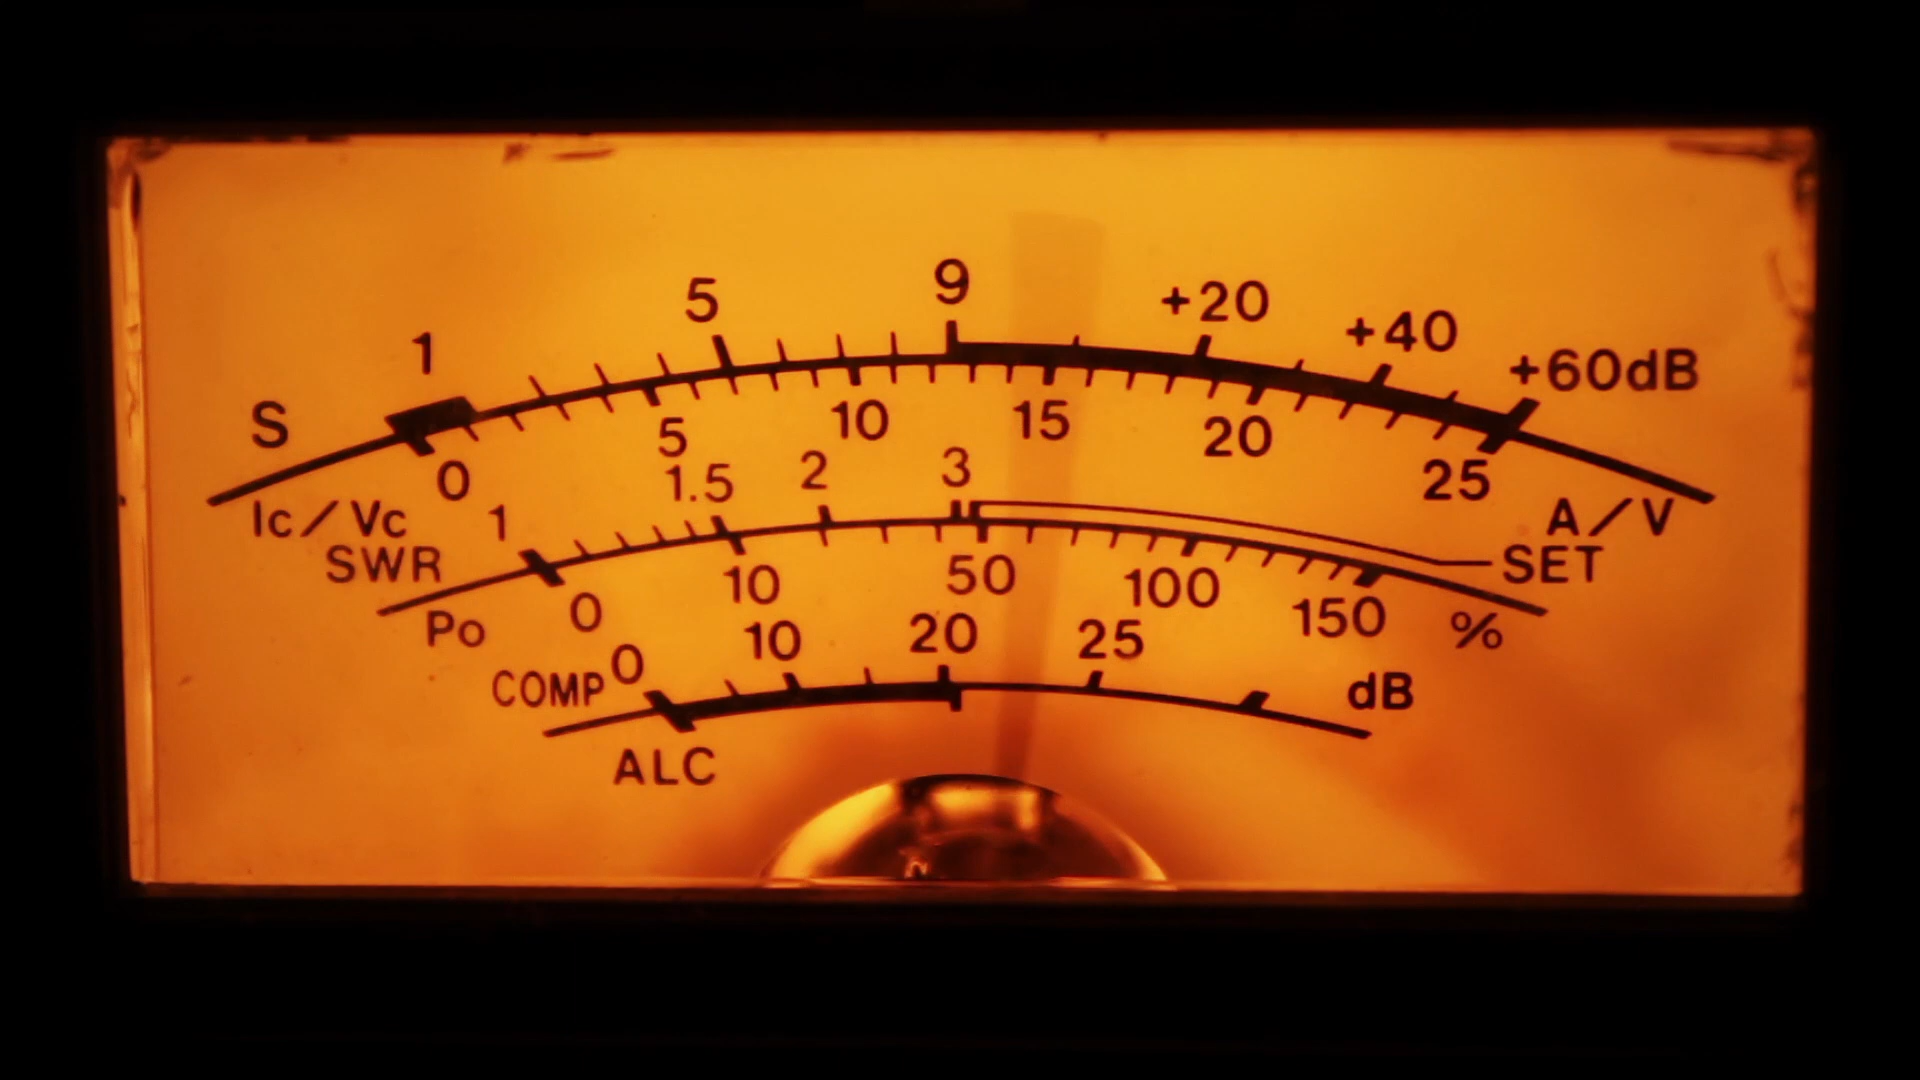 S 1 5 9 +20 +40 +60dB
0 5 10 15 20 25
Ic/Vc A/V
SWR 1 1.5 2 3 SET
Po 0 10 50 100 150 %
COMP 0 10 20 25 dB
ALC